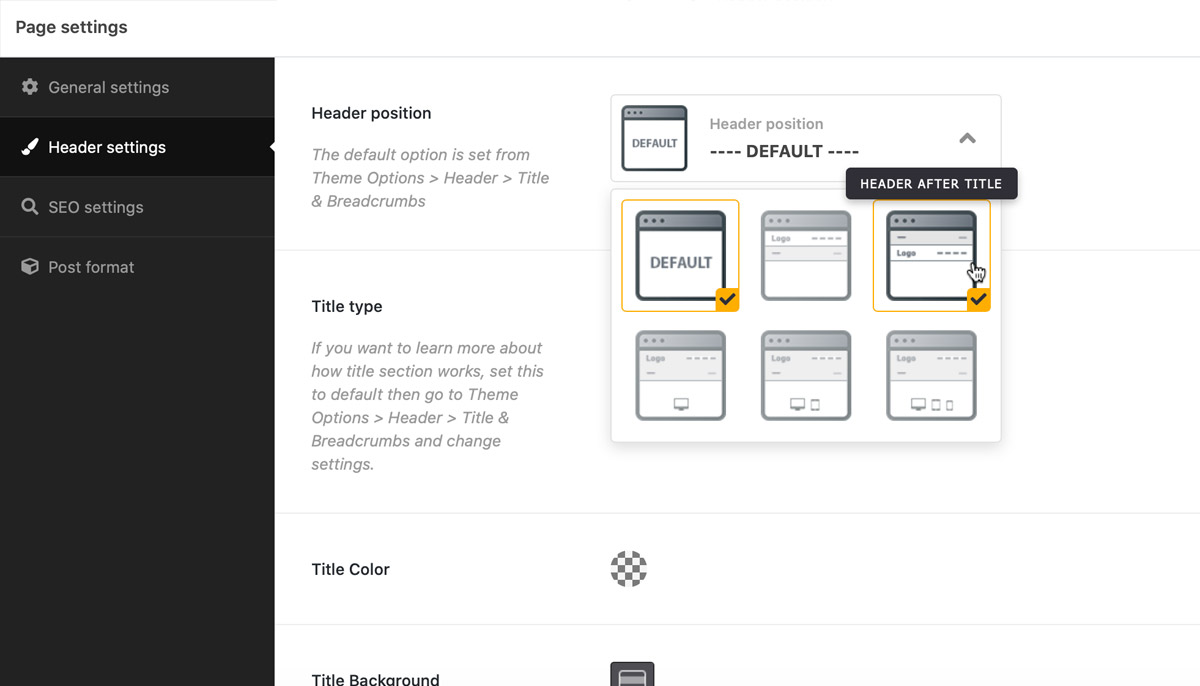 Page settings
General settings
Header settings
SEO settings
Post format
Header position
The default option is set from
Theme Options > Header > Title
& Breadcrumbs
DEFAULT
Header position
---- DEFAULT ----
HEADER AFTER TITLE
DEFAULT
Logo
Logo
Logo
Logo
Logo
Title type
If you want to learn more about
how title section works, set this
to default then go to Theme
Options > Header > Title &
Breadcrumbs and change
settings.
Title Color
Title Background